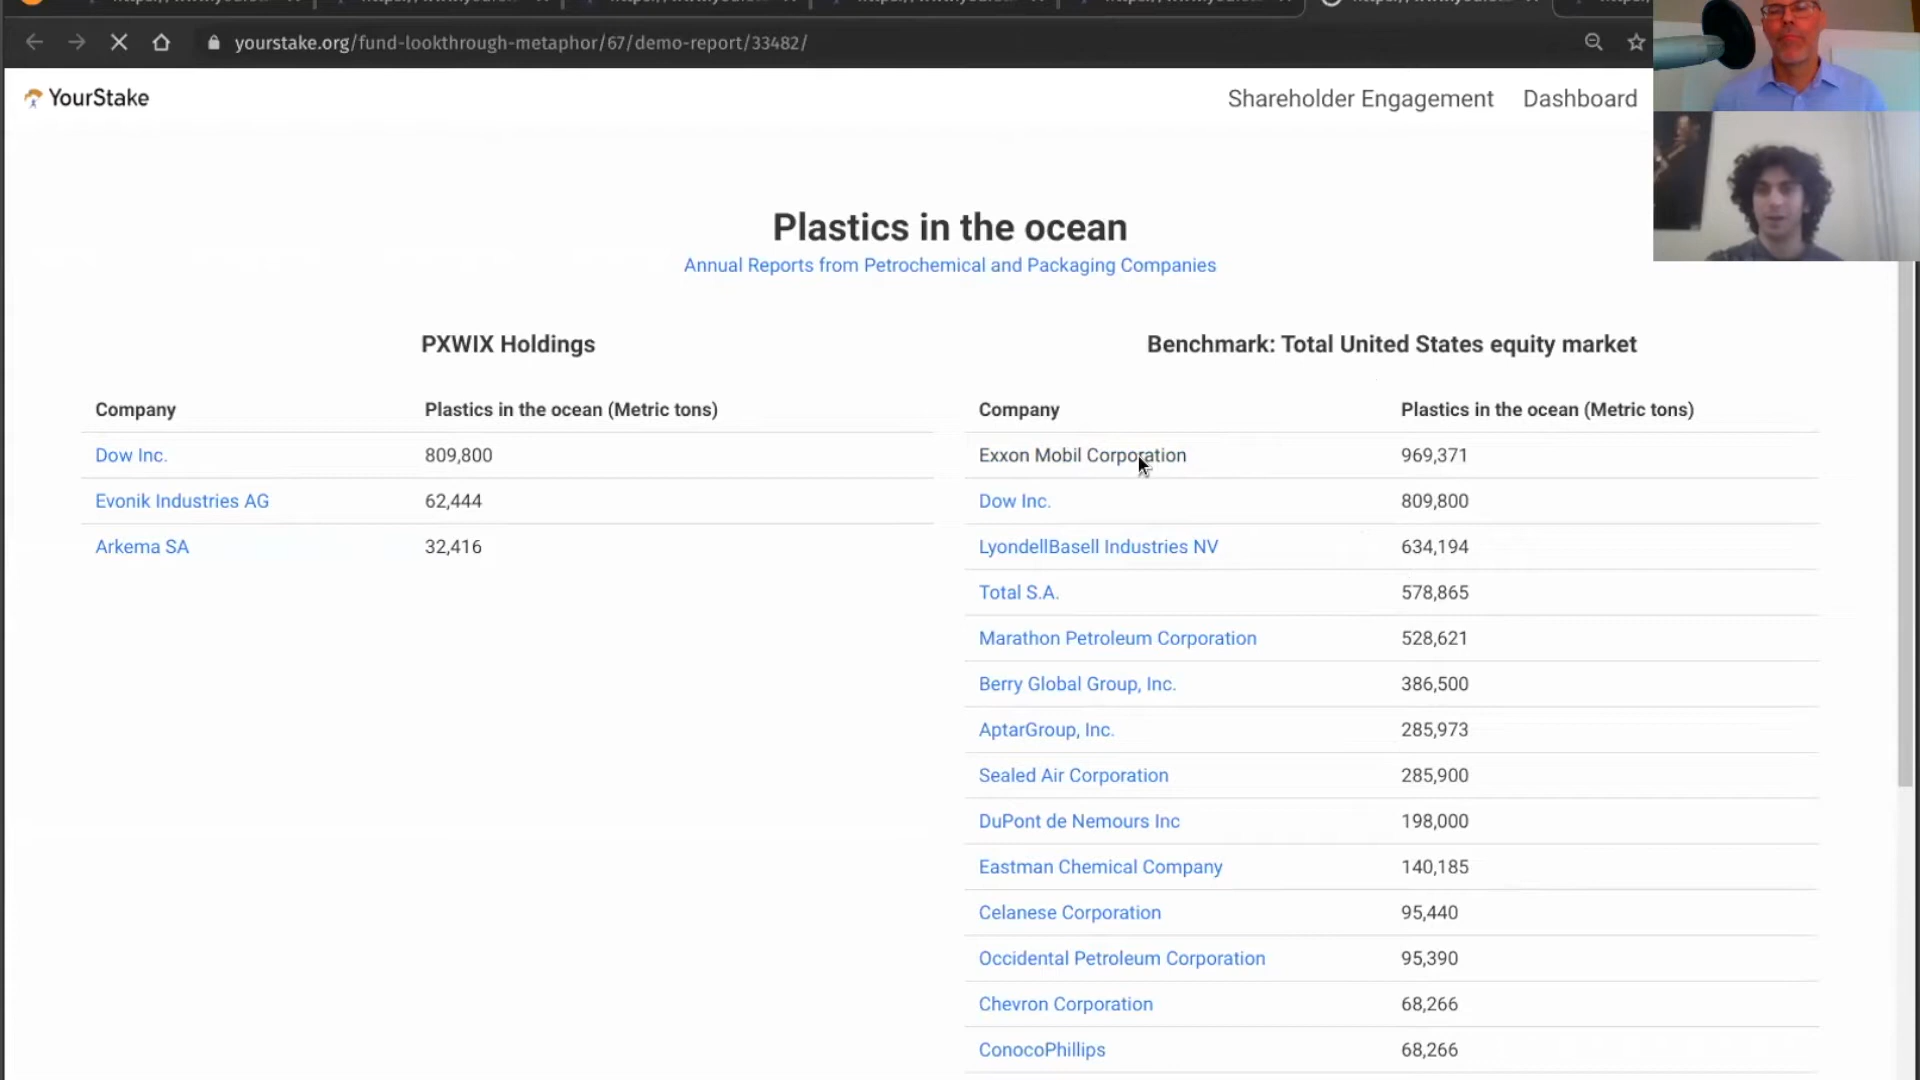 yourstake.org/fund-lookthrough-metaphor/67/demo-report/33482/
YourStake
Shareholder Engagement
Dashboard
Plastics in the ocean
Annual Reports from Petrochemical and Packaging Companies
PXWIX Holdings
Company Plastics in the ocean (Metric tons)
Dow Inc. 809,800
Evonik Industries AG 62,444
Arkema SA 32,416
Benchmark: Total United States equity market
Company Plastics in the ocean (Metric tons)
Exxon Mobil Corporation 969,371
Dow Inc. 809,800
LyondellBasell Industries NV 634,194
Total S.A. 578,865
Marathon Petroleum Corporation 528,621
Berry Global Group, Inc. 386,500
AptarGroup, Inc. 285,973
Sealed Air Corporation 285,900
DuPont de Nemours Inc 198,000
Eastman Chemical Company 140,185
Celanese Corporation 95,440
Occidental Petroleum Corporation 95,390
Chevron Corporation 68,266
ConocoPhillips 68,266